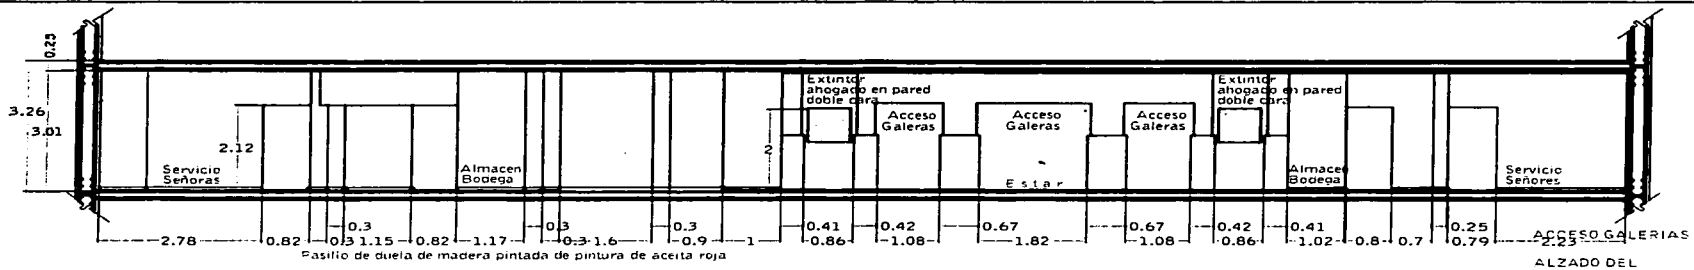 0.25
3.26
3.01
2.12
2
Servicio
Señoras
Almacen
Bodega
Extintor
ahogado en pared
doble cara
Acceso
Galeras
Acceso
Galeras
Acceso
Galeras
Estar
Extintor
ahogado en pared
doble cara
Almacen
Bodega
Servicio
Señores
0.3 0.3 0.3 0.41 0.42 0.67 0.67 0.42 0.41 0.25
2.78 0.82 0.3 1.15 0.82 1.17 0.3 1.6 0.9 1 0.86 1.08 1.82 1.08 0.86 1.02 0.8 0.7 0.79 2.23
Pasillo de duela de madera pintada de pintura de aceita roja
ACCESO GALERIAS
ALZADO DEL